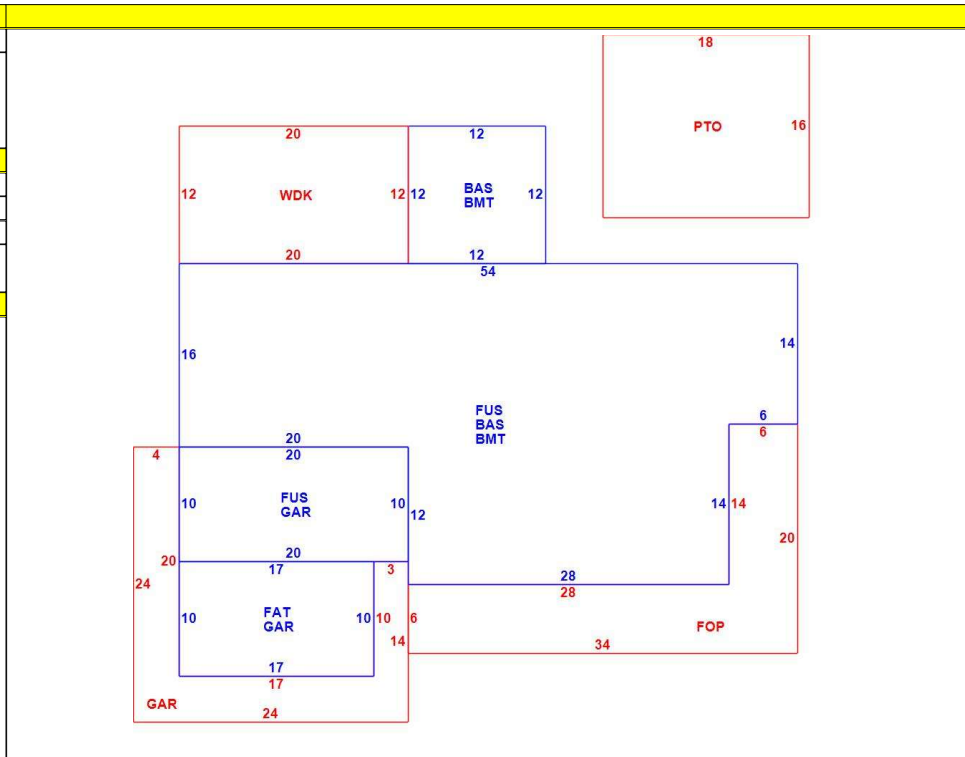 18
PTO 16
20 12
12 WDK 12 12 BAS 12
BMT
20 12
54
16 14
FUS
BAS
BMT
6
6
20
4 20
10 FUS 10 14 14
GAR 12
20 20
20
24 17 3 28
28
10 FAT 10 10 6 FOP
GAR
14 34
17
17
GAR
24